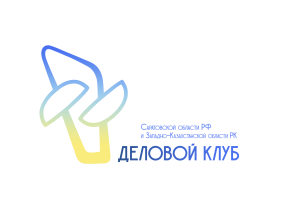 Саратовской области РФ
и Западно-Казахстанской области РК
ДЕЛОВОЙ КЛУБ